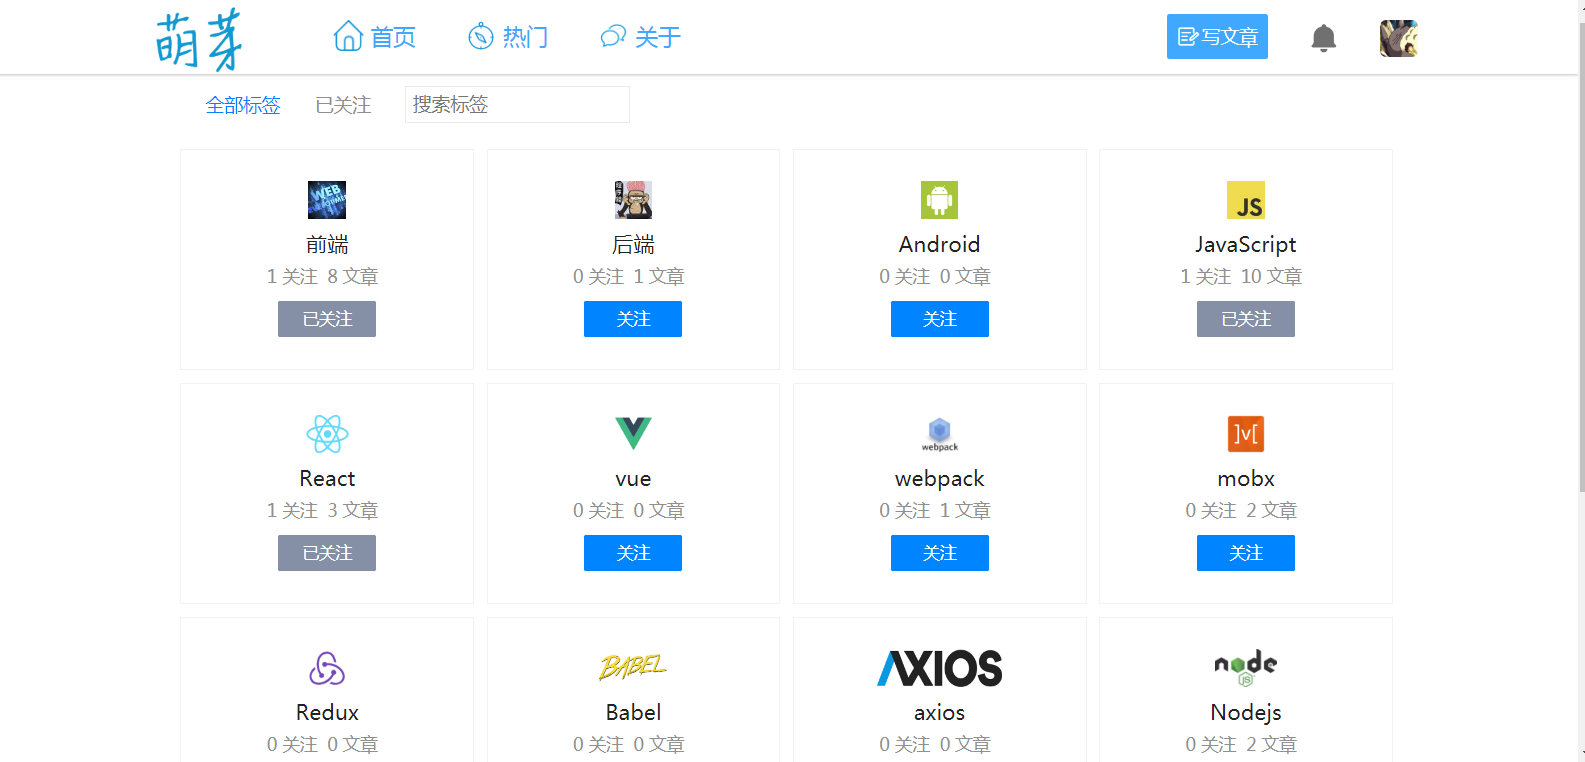 萌芽 首页 热门 关于 写文章
全部标签 已关注 搜索标签
WEB
前端 后端 Android JavaScript
1 关注 8 文章 0 关注 1 文章 0 关注 0 文章 1 关注 10 文章
已关注 关注 关注 已关注
JS
webpack
]v[
React vue webpack mobx
1 关注 3 文章 0 关注 0 文章 0 关注 1 文章 0 关注 2 文章
已关注 关注 关注 关注
BABEL AXIOS node
JS
Redux Babel axios Nodejs
0 关注 0 文章 0 关注 0 文章 0 关注 0 文章 0 关注 2 文章